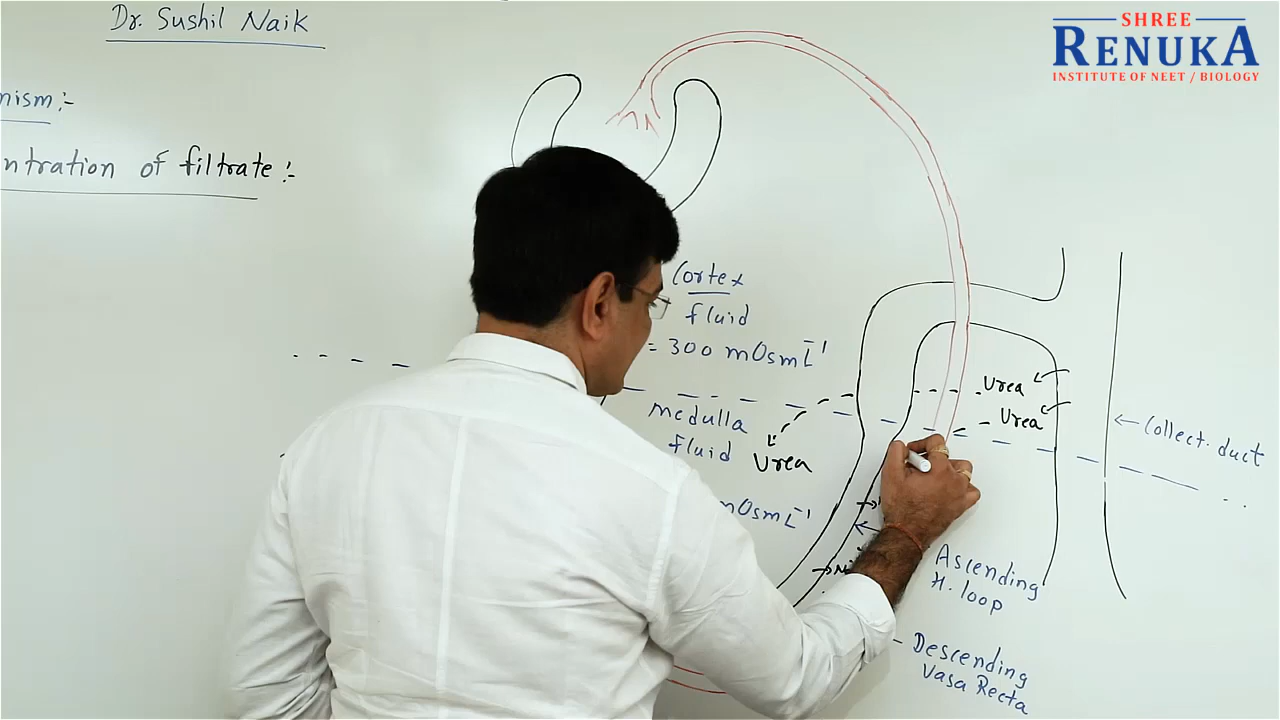 Dr. Sushil Naik
SHREE
RENUKA
INSTITUTE OF NEET / BIOLOGY
nism:-
ntration of filtrate:-
Cortex
fluid
= 300 mOsmL⁻¹
medulla
fluid
mOsmL⁻¹
Urea
Urea
Urea
Collect. duct
Ascending
H. loop
Descending
Vasa Recta